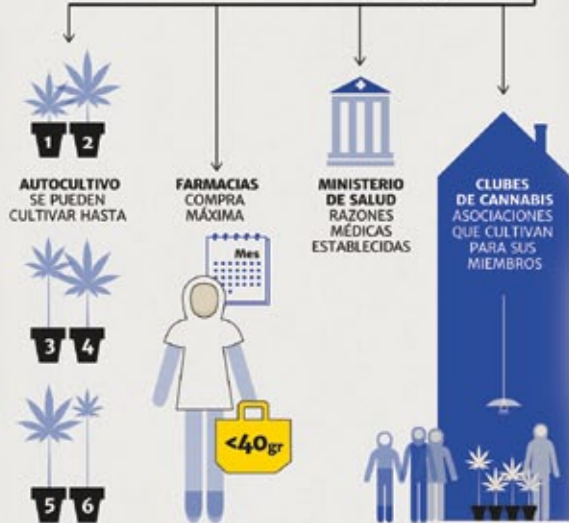 1 2
AUTOCULTIVO
SE PUEDEN
CULTIVAR HASTA
3 4
5 6
FARMACIAS
COMPRA
MÁXIMA
Mes
<40gr
MINISTERIO
DE SALUD
RAZONES
MÉDICAS
ESTABLECIDAS
CLUBES
DE CANNABIS
ASOCIACIONES
QUE CULTIVAN
PARA SUS
MIEMBROS